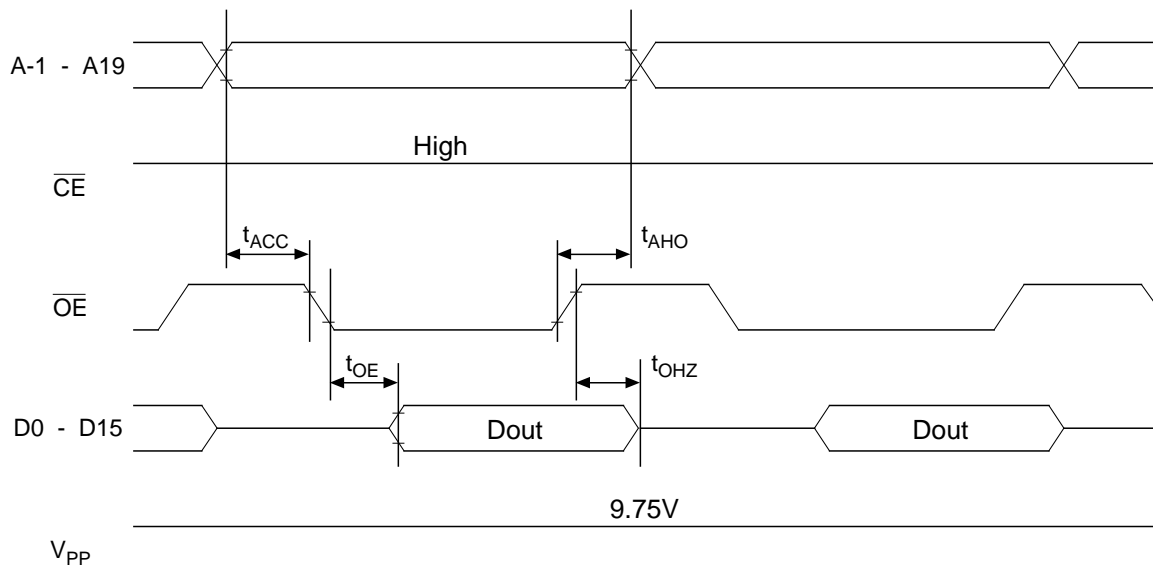 A-1 - A19
High
CE
tACC
tAHO
OE
tOE
tOHZ
D0 - D15
Dout
Dout
9.75V
VPP